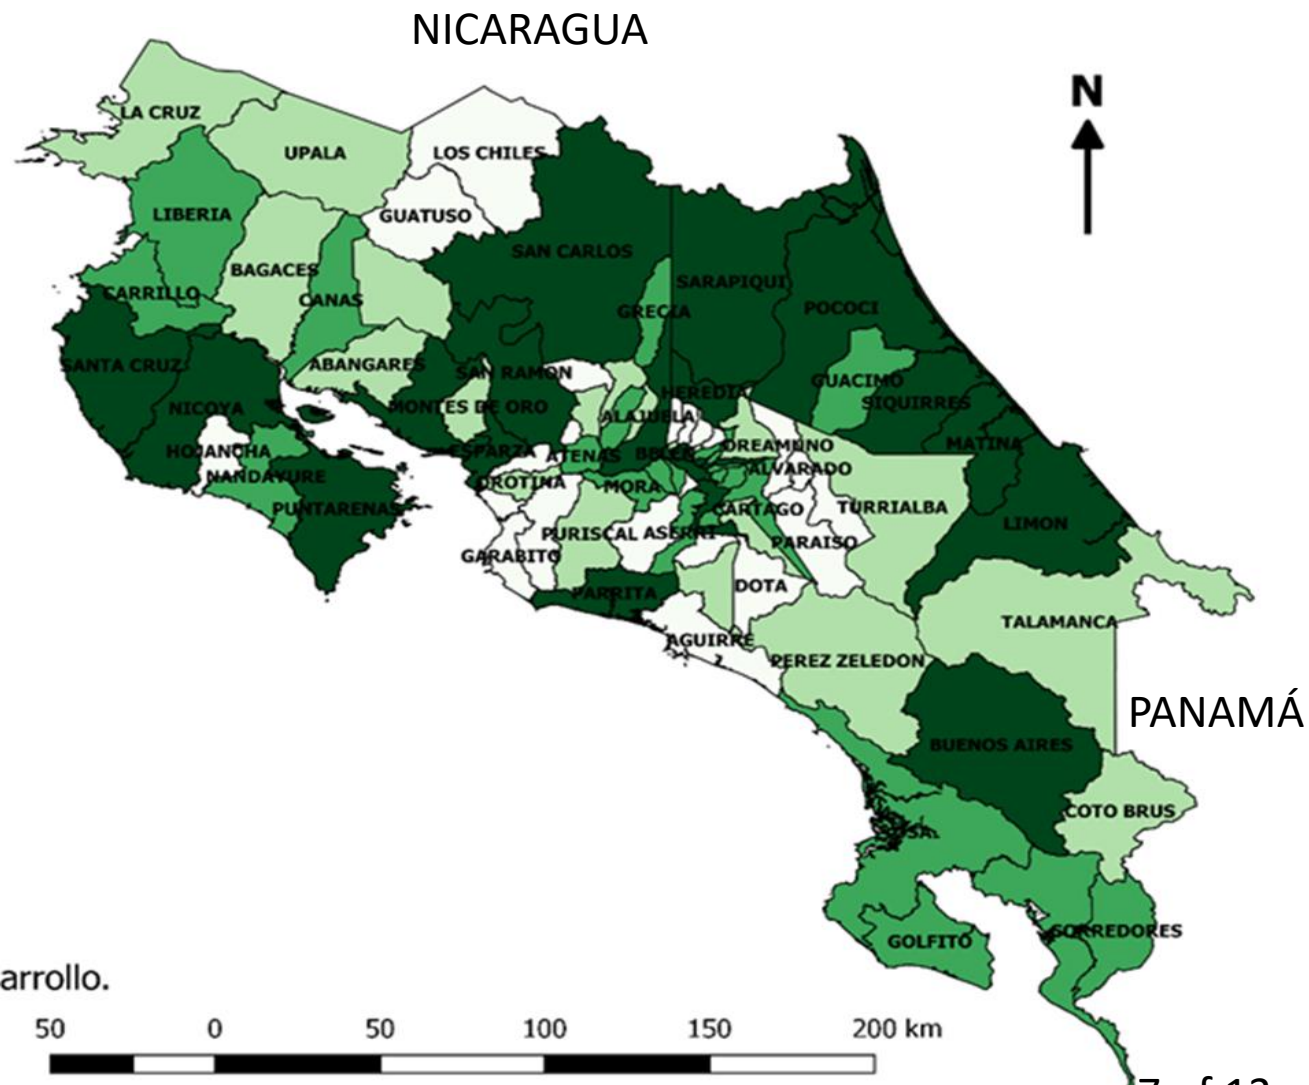 NICARAGUA
N
LA CRUZ
UPALA
LOS CHILES
LIBERIA
GUATUSO
SAN CARLOS
BAGACES
SARAPIQUI
CARRILLO
CANAS
GRECIA
POCOCI
SANTA CRUZ
ABANGARES
SAN RAMON
GUACIMO
HEREDIA
SIQUIRRES
NICOYA
MONTES DE ORO
ALAJUELA
HOJANCHA
ESPARZA
ATENAS
BELEN
OREAMUNO
MATINA
ALVARADO
NANDAYURE
OROTINA
MORA
PUNTARENAS
CARTAGO
TURRIALBA
LIMON
PURISCAL
ASERRI
PARAISO
GARABITO
PARRITA
DOTA
TALAMANCA
AGUIRRE
PEREZ ZELEDON
PANAMÁ
BUENOS AIRES
COTO BRUS
OSA
GOLFITO
CORREDORES
arrollo.
50 0 50 100 150 200 km